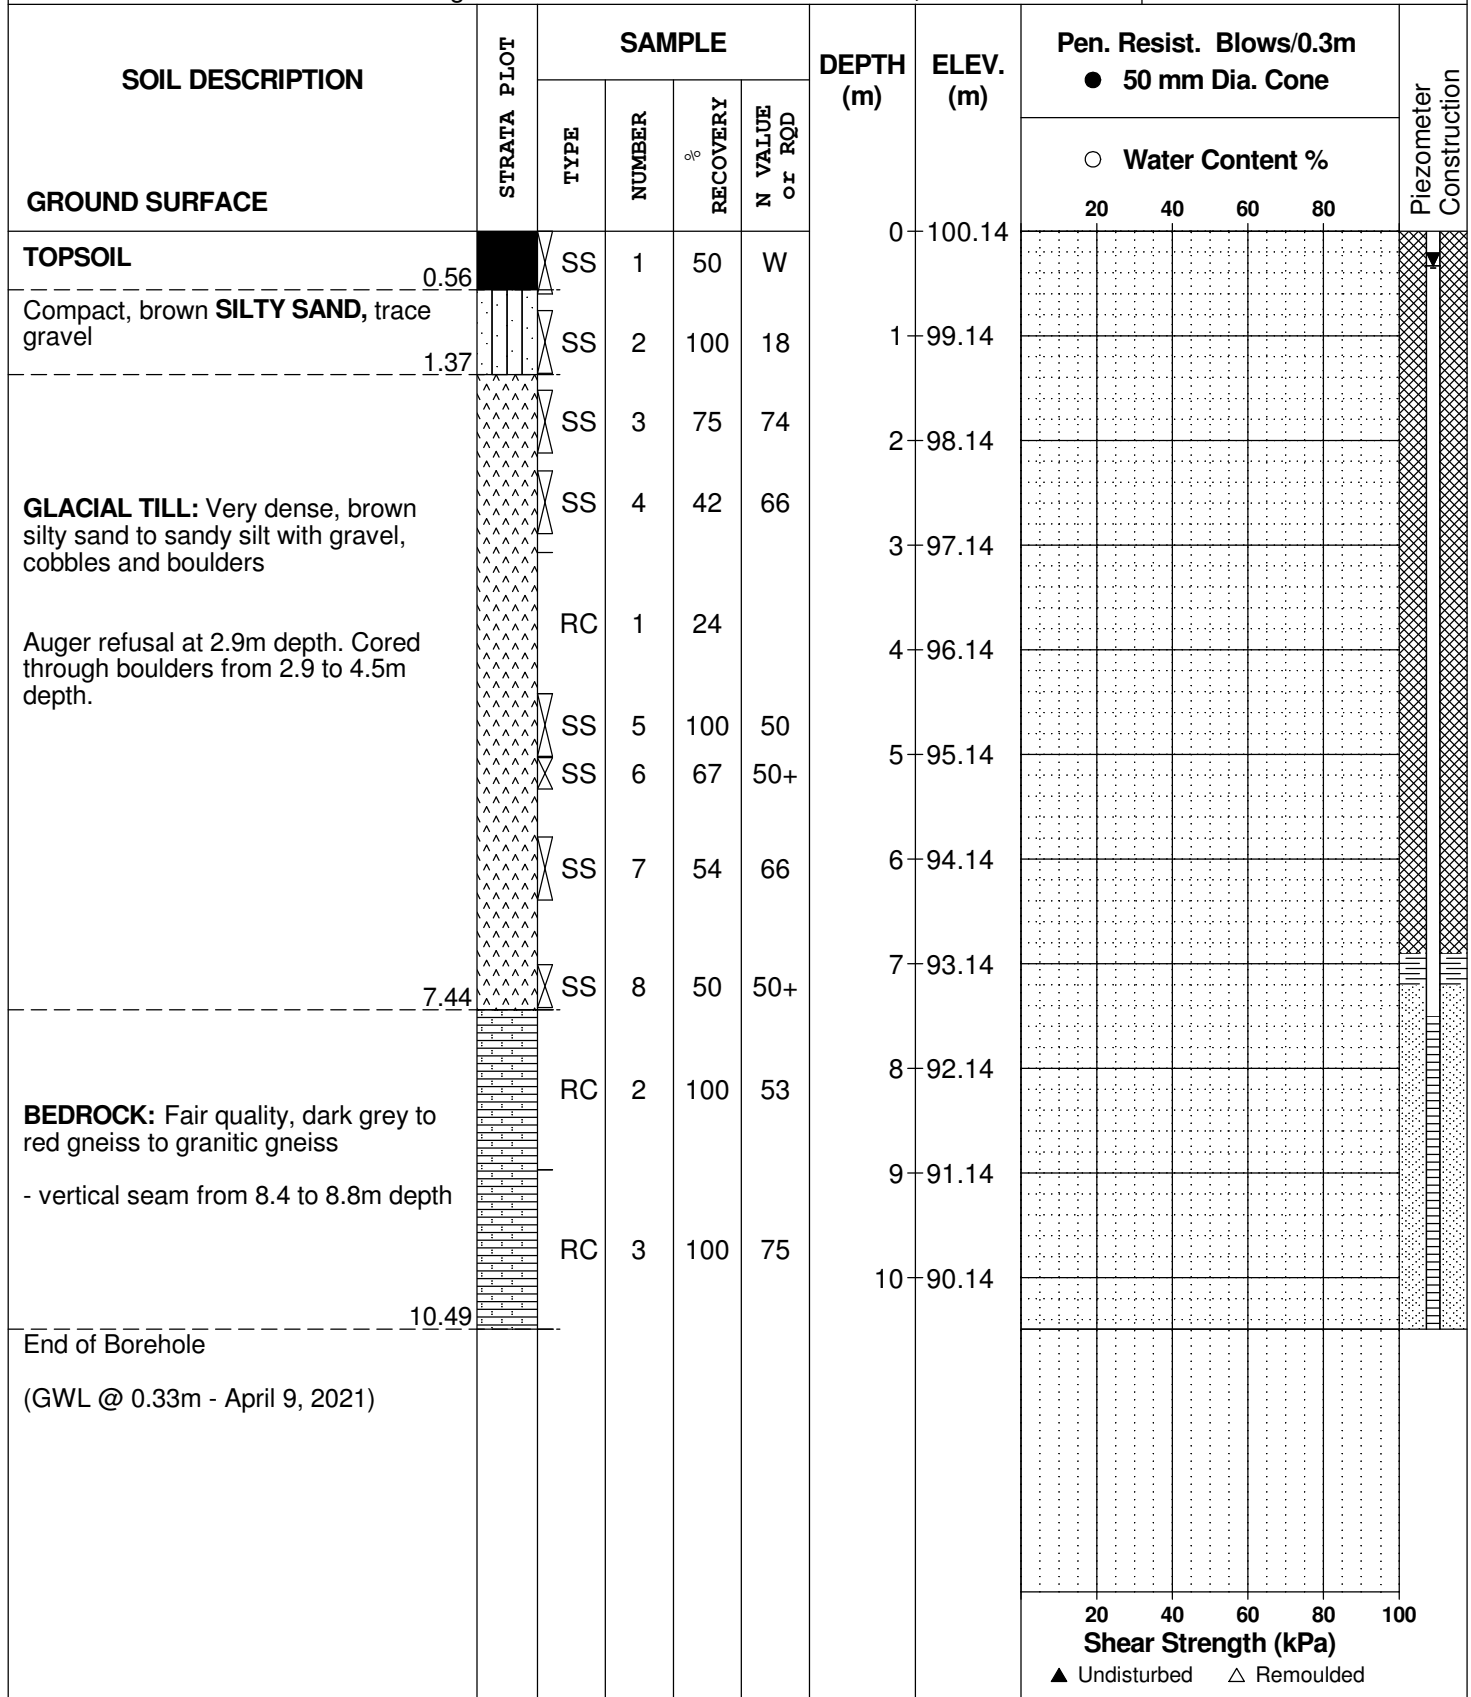 SOIL DESCRIPTION
GROUND SURFACE
STRATA PLOT
SAMPLE
TYPE
NUMBER
% RECOVERY
N VALUE or RQD
DEPTH (m)
ELEV. (m)
Pen. Resist. Blows/0.3m
● 50 mm Dia. Cone
○ Water Content %
20 40 60 80
Piezometer Construction
0 100.14
TOPSOIL
0.56
SS 1 50 W
Compact, brown SILTY SAND, trace
gravel
1.37
SS 2 100 18
1 99.14
SS 3 75 74
2 98.14
GLACIAL TILL: Very dense, brown
silty sand to sandy silt with gravel,
cobbles and boulders
SS 4 42 66
3 97.14
Auger refusal at 2.9m depth. Cored
through boulders from 2.9 to 4.5m
depth.
RC 1 24
4 96.14
SS 5 100 50
5 95.14
SS 6 67 50+
6 94.14
SS 7 54 66
7 93.14
SS 8 50 50+
7.44
8 92.14
BEDROCK: Fair quality, dark grey to
red gneiss to granitic gneiss
RC 2 100 53
- vertical seam from 8.4 to 8.8m depth
9 91.14
RC 3 100 75
10 90.14
10.49
End of Borehole
(GWL @ 0.33m - April 9, 2021)
20 40 60 80 100
Shear Strength (kPa)
▲ Undisturbed △ Remoulded